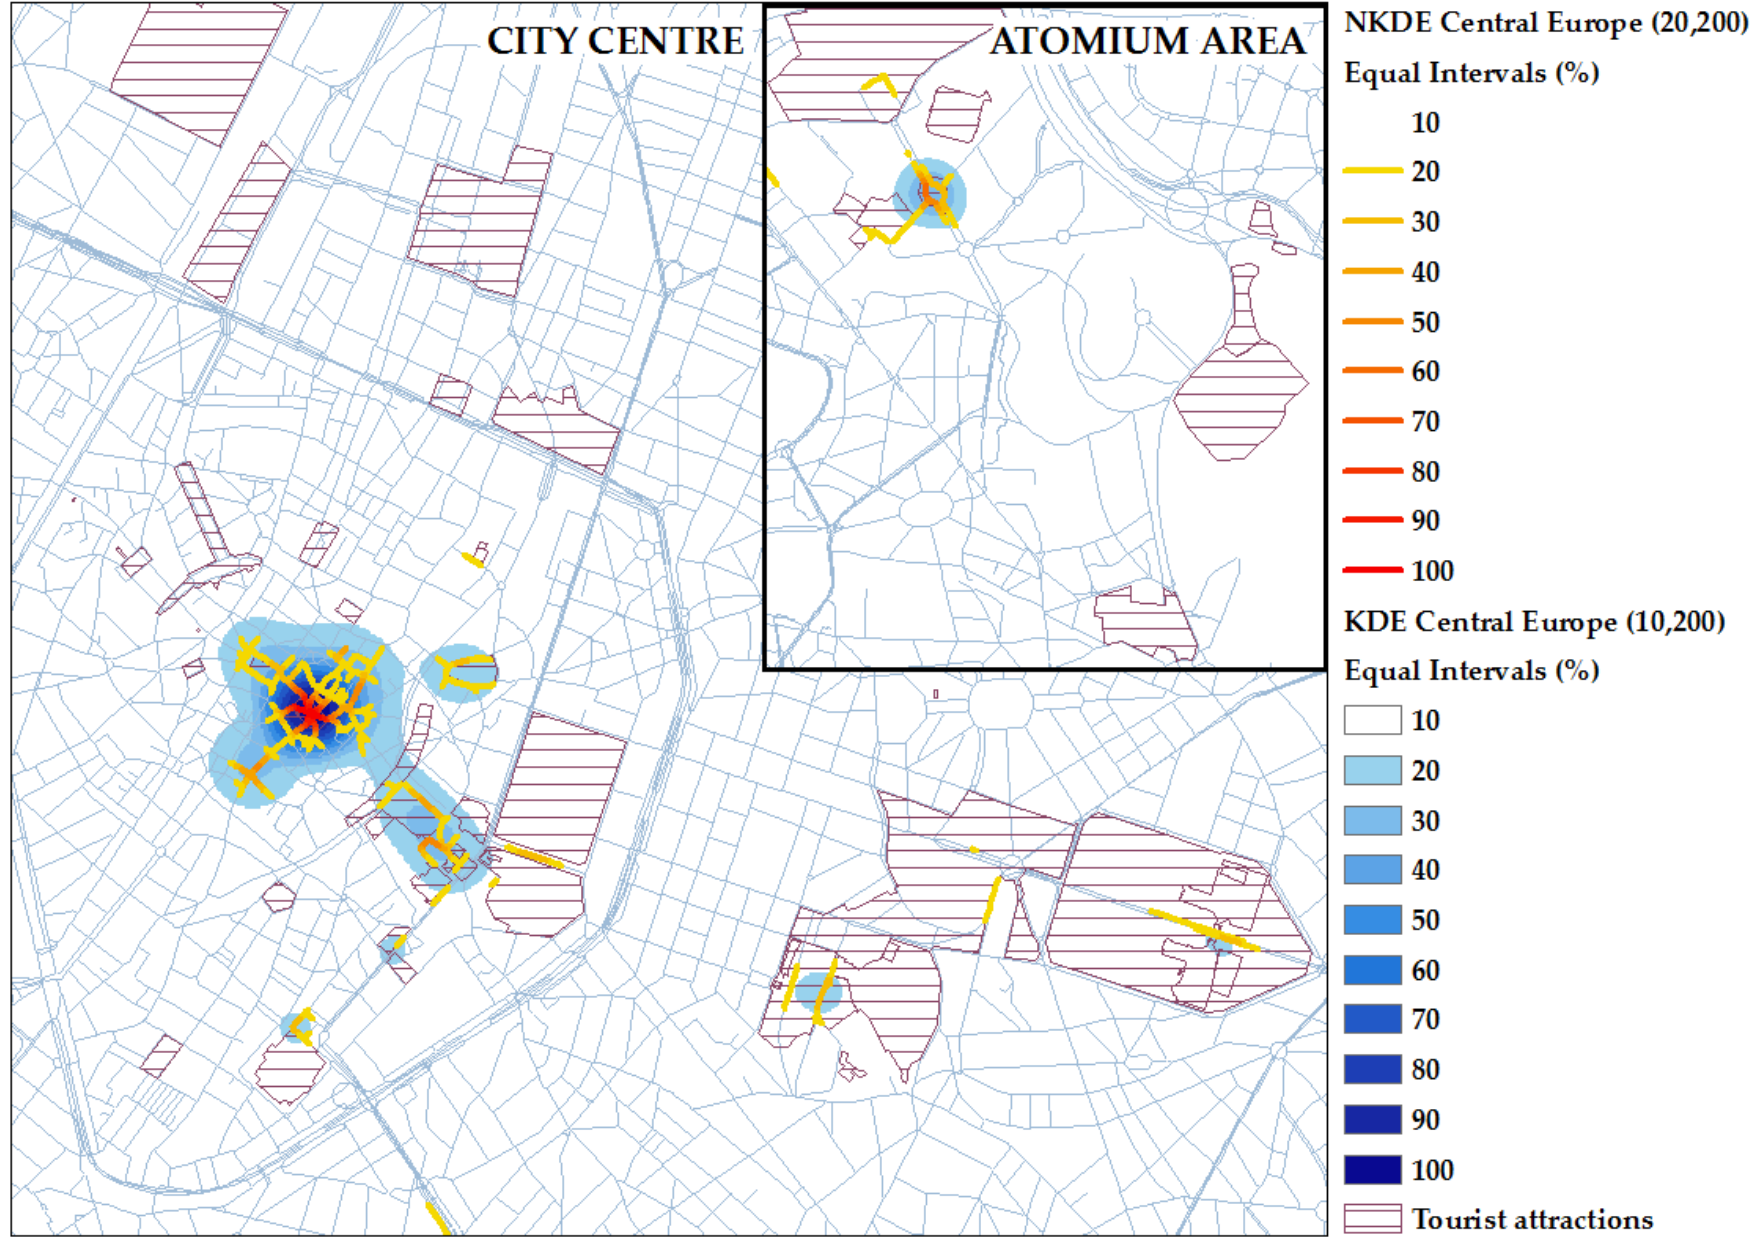 CITY CENTRE
ATOMIUM AREA
NKDE Central Europe (20,200)
Equal Intervals (%)
10
20
30
40
50
60
70
80
90
100
KDE Central Europe (10,200)
Equal Intervals (%)
10
20
30
40
50
60
70
80
90
100
Tourist attractions